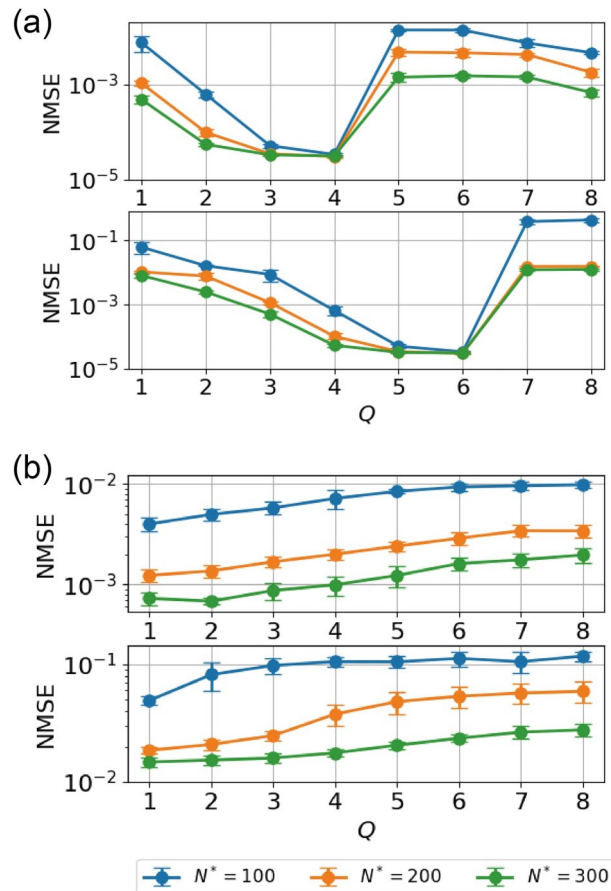 (a)
NMSE
10^{-3}
10^{-5}
1 2 3 4 5 6 7 8
NMSE
10^{-1}
10^{-3}
10^{-5}
1 2 3 4 5 6 7 8
Q
(b)
NMSE
10^{-2}
10^{-3}
1 2 3 4 5 6 7 8
NMSE
10^{-1}
10^{-2}
1 2 3 4 5 6 7 8
Q
N* = 100 N* = 200 N* = 300